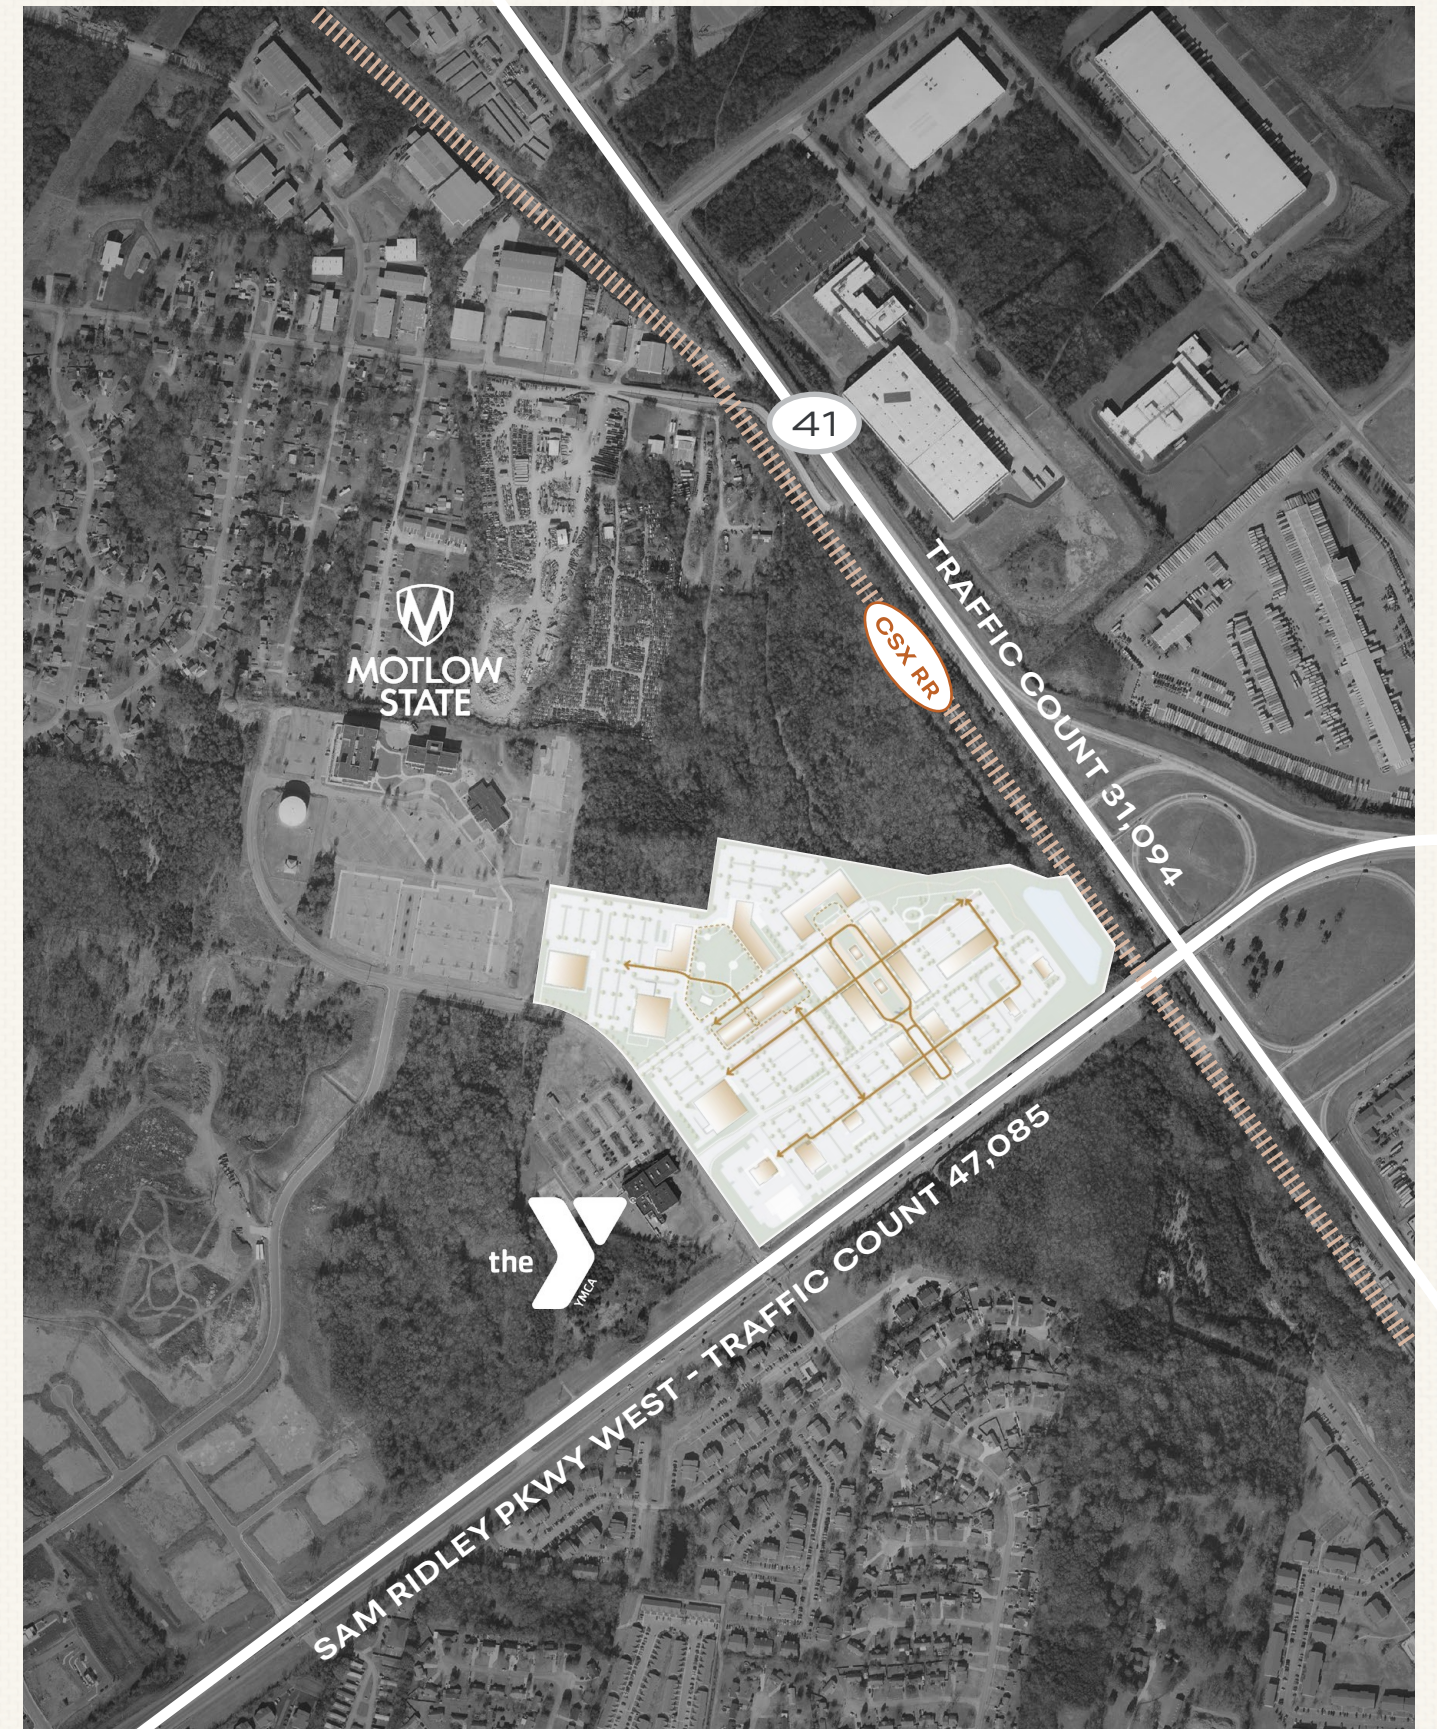 41
TRAFFIC COUNT 31,094
CSX RR
MOTLOW
STATE
the
YMCA
SAM RIDLEY PKWY WEST - TRAFFIC COUNT 47,085